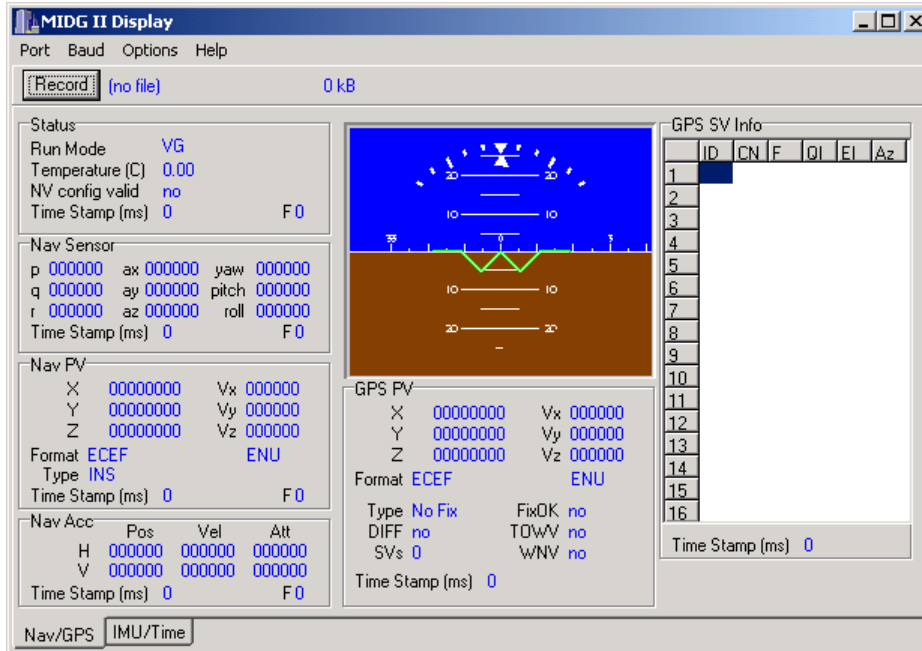 MIDG II Display
Port Baud Options Help
Record (no file) 0 kB
Status
Run Mode VG
Temperature (C) 0.00
NV config valid no
Time Stamp (ms) 0 F 0
Nav Sensor
p 000000 ax 000000 yaw 000000
q 000000 ay 000000 pitch 000000
r 000000 az 000000 roll 000000
Time Stamp (ms) 0 F 0
Nav PV
X 00000000 Vx 000000
Y 00000000 Vy 000000
Z 00000000 Vz 000000
Format ECEF ENU
Type INS
Time Stamp (ms) 0 F 0
Nav Acc
Pos Vel Att
H 000000 000000 000000
V 000000 000000 000000
Time Stamp (ms) 0 F 0
20 20
10 10
33 0 3
10 10
20 20
GPS PV
X 00000000 Vx 000000
Y 00000000 Vy 000000
Z 00000000 Vz 000000
Format ECEF ENU
Type No Fix FixOK no
DIFF no TOWV no
SVs 0 WNV no
Time Stamp (ms) 0
GPS SV Info
ID CN F QI El Az
1
2
3
4
5
6
7
8
9
10
11
12
13
14
15
16
Time Stamp (ms) 0
Nav/GPS IMU/Time